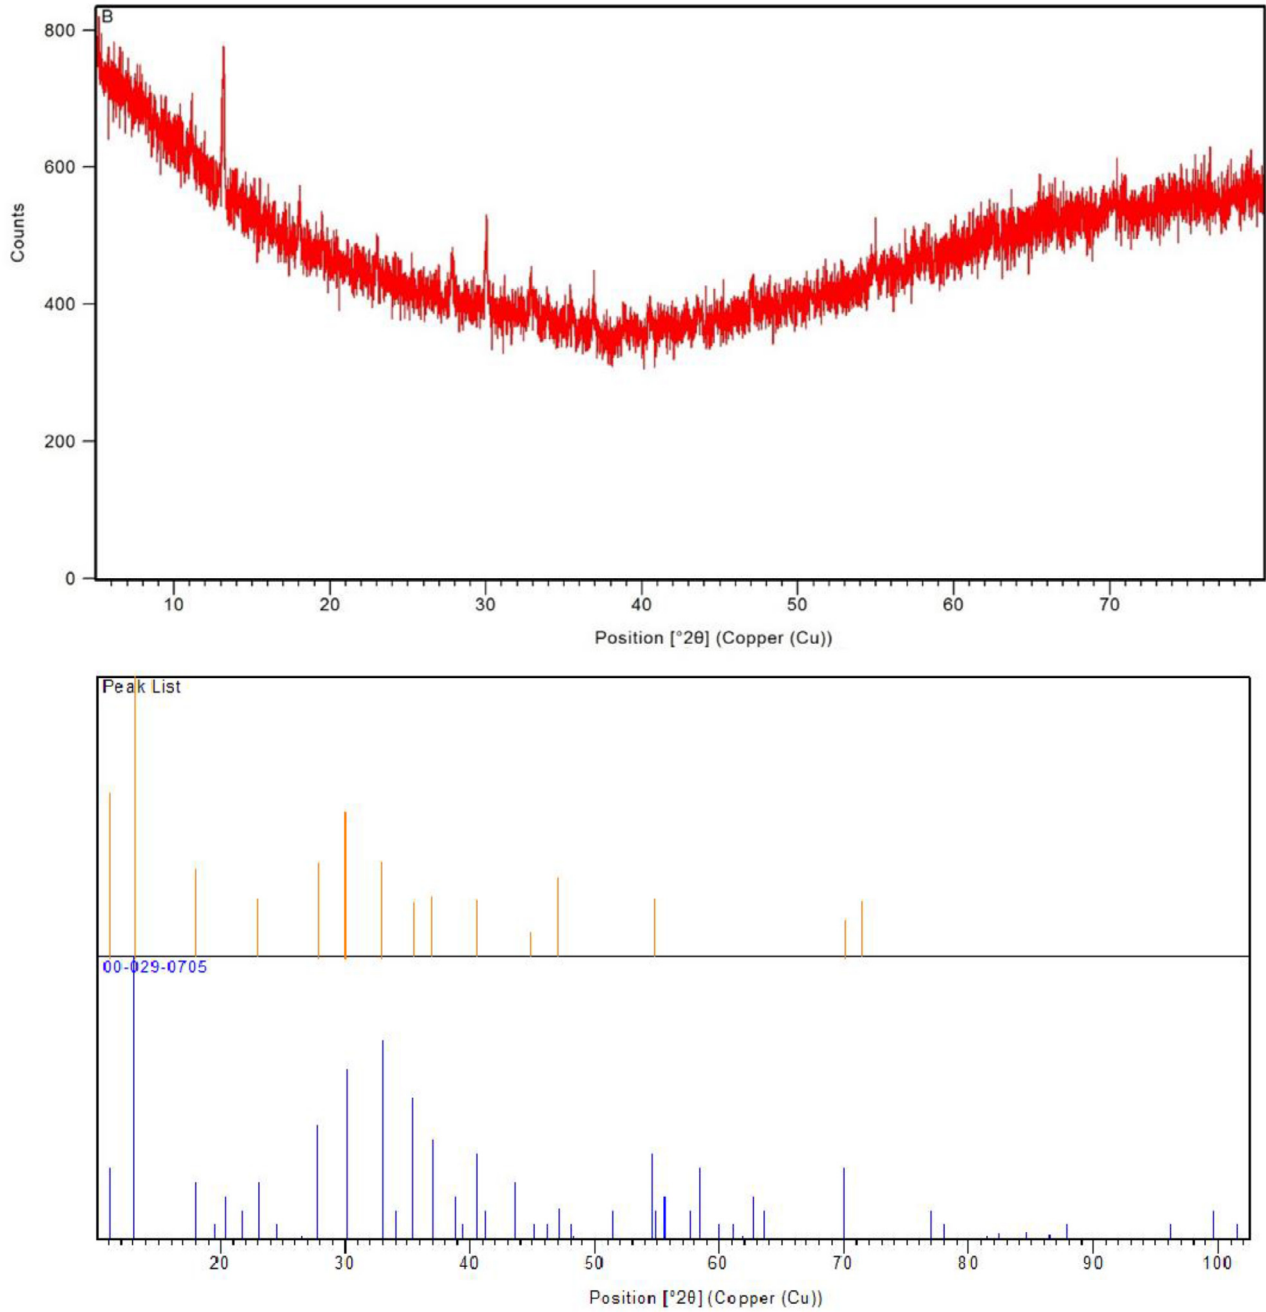 B
800
600
400
200
0
Counts
10 20 30 40 50 60 70
Position [°2θ] (Copper (Cu))
Peak List
00-029-0705
20 30 40 50 60 70 80 90 100
Position [°2θ] (Copper (Cu))